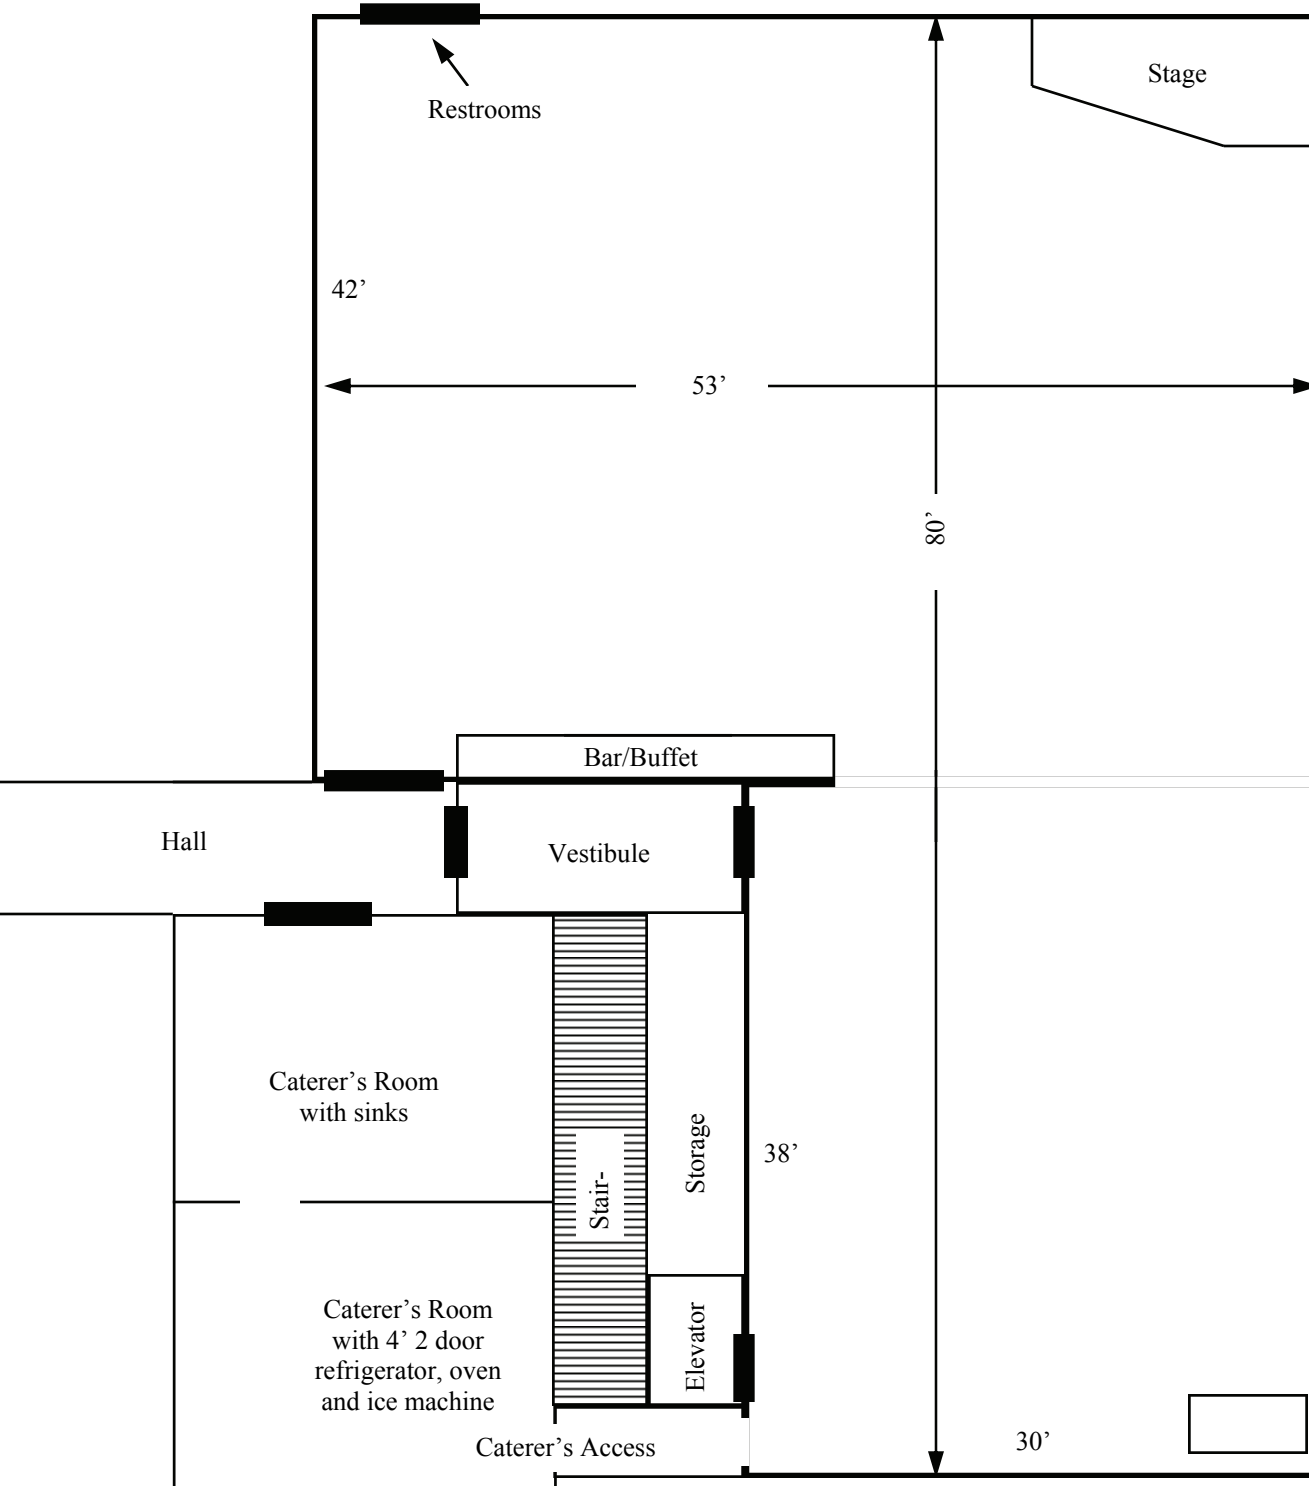 Stage
Restrooms
42’
53’
80’
Bar/Buffet
Hall
Vestibule
Caterer’s Room
with sinks
Storage
38’
Stair-
Caterer’s Room
with 4’ 2 door
refrigerator, oven
and ice machine
Elevator
30’
Caterer’s Access